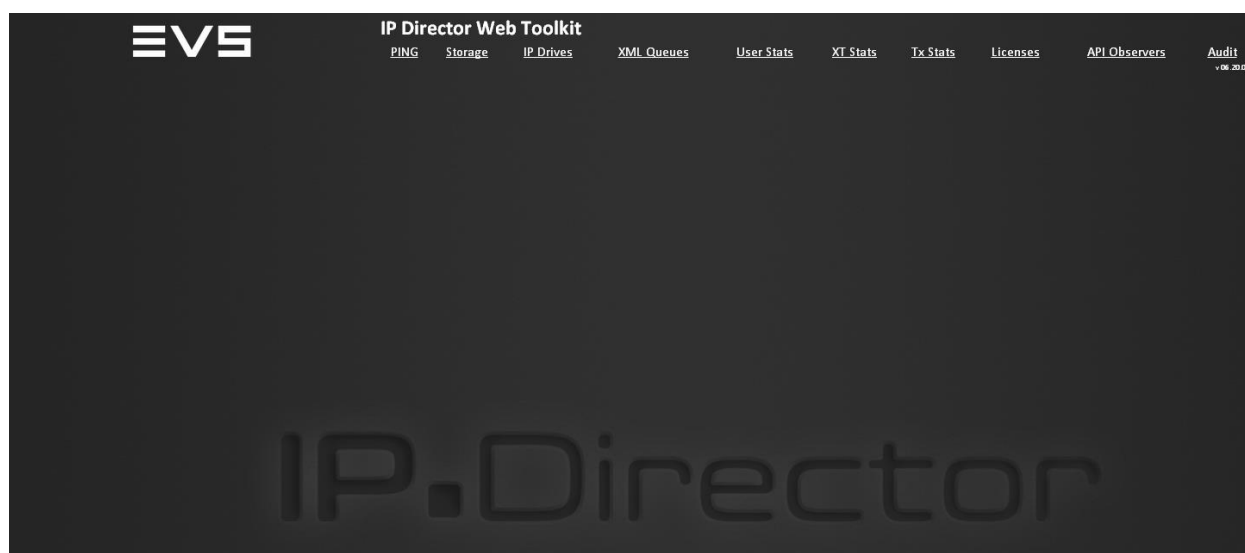 EVS
IP Director Web Toolkit
PING Storage IP Drives XML Queues User Stats XT Stats Tx Stats Licenses API Observers Audit
IP.Director